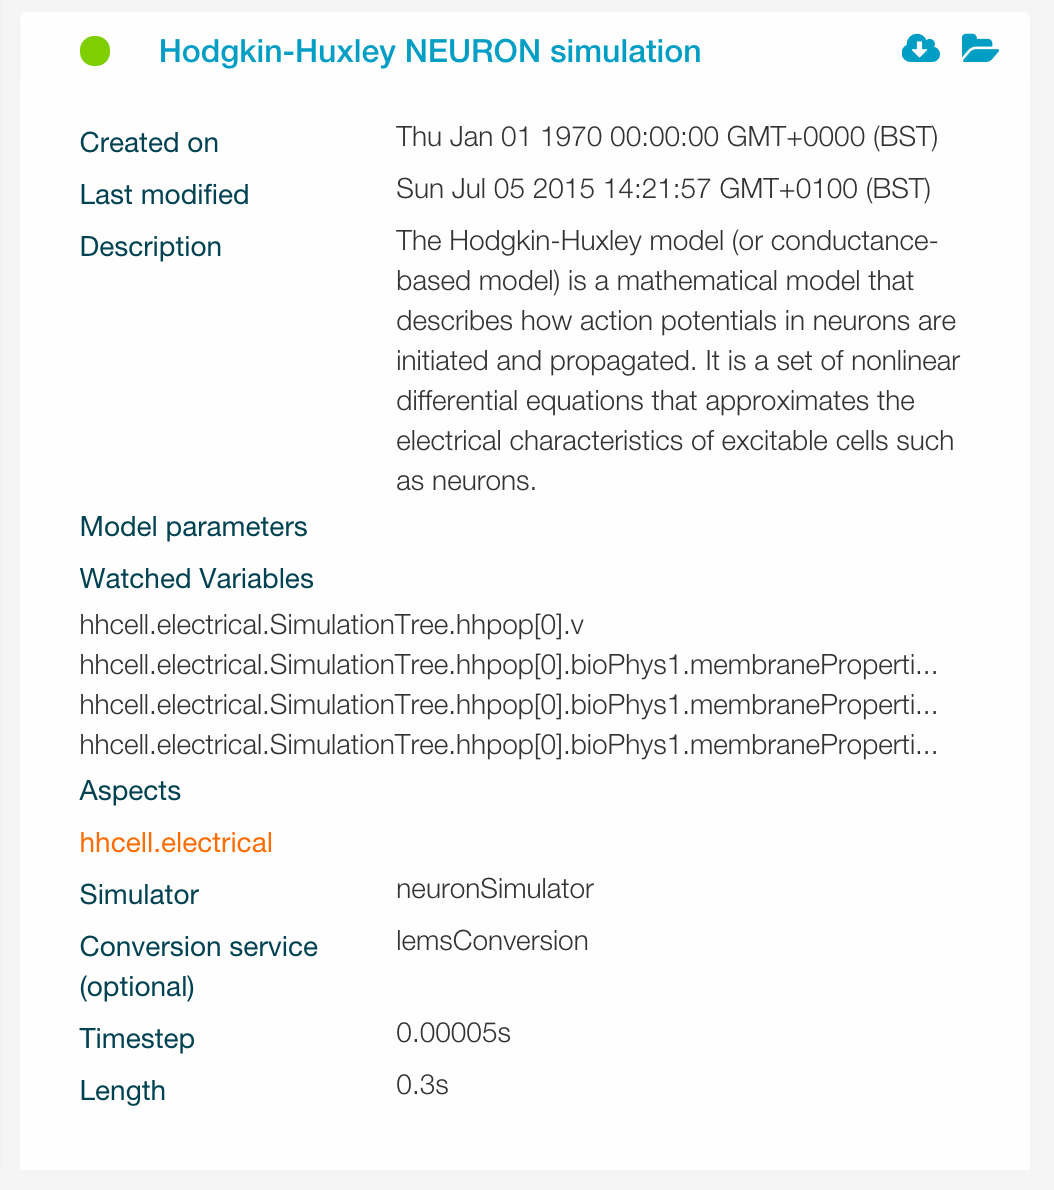 Hodgkin-Huxley NEURON simulation
Created on Thu Jan 01 1970 00:00:00 GMT+0000 (BST)
Last modified Sun Jul 05 2015 14:21:57 GMT+0100 (BST)
Description The Hodgkin-Huxley model (or conductance-
based model) is a mathematical model that
describes how action potentials in neurons are
initiated and propagated. It is a set of nonlinear
differential equations that approximates the
electrical characteristics of excitable cells such
as neurons.
Model parameters
Watched Variables
hhcell.electrical.SimulationTree.hhpop[0].v
hhcell.electrical.SimulationTree.hhpop[0].bioPhys1.membraneProperti...
hhcell.electrical.SimulationTree.hhpop[0].bioPhys1.membraneProperti...
hhcell.electrical.SimulationTree.hhpop[0].bioPhys1.membraneProperti...
Aspects
hhcell.electrical
Simulator neuronSimulator
Conversion service lemsConversion
(optional)
Timestep 0.00005s
Length 0.3s